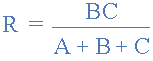 R = BC / (A + B + C)